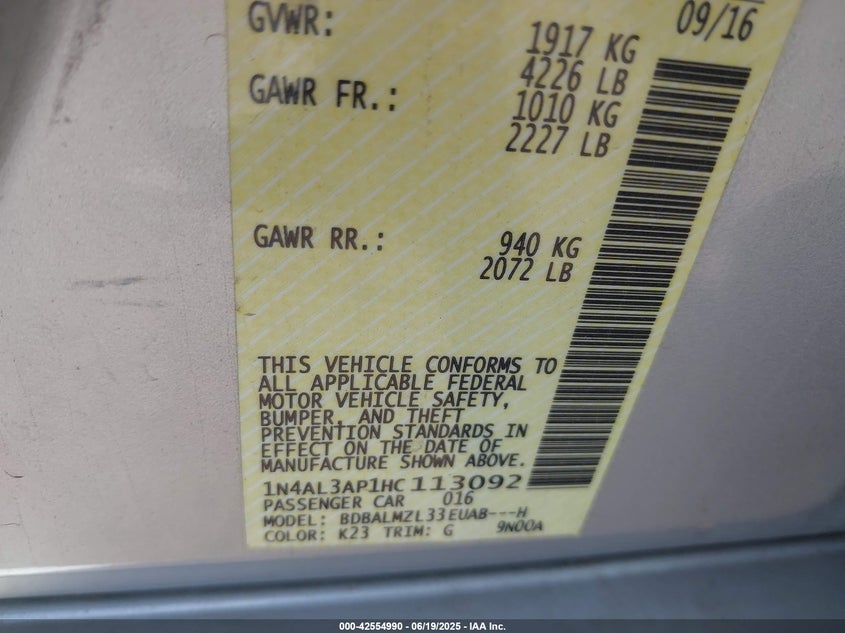 09/16
GVWR: 1917 KG
4226 LB
GAWR FR.: 1010 KG
2227 LB
GAWR RR.: 940 KG
2072 LB
THIS VEHICLE CONFORMS TO
ALL APPLICABLE FEDERAL
MOTOR VEHICLE SAFETY,
BUMPER, AND THEFT
PREVENTION STANDARDS IN
EFFECT ON THE DATE OF
MANUFACTURE SHOWN ABOVE.
1N4AL3AP1HC113092
PASSENGER CAR 016
MODEL: BDBALMZL33EUAB---H
COLOR: K23 TRIM: G 9N00A
000-42554990 - 06/19/2025 - IAA Inc.